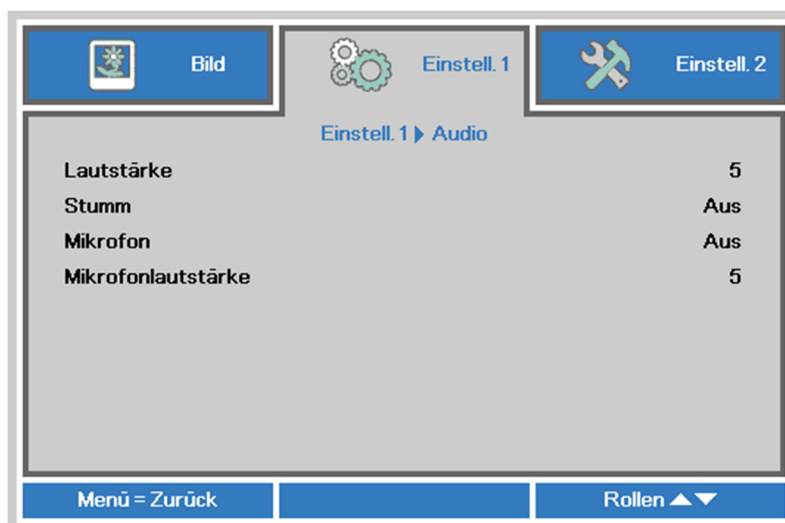 Bild
Einstell. 1
Einstell. 2
Einstell. 1 ▶ Audio
Lautstärke 5
Stumm Aus
Mikrofon Aus
Mikrofonlautstärke 5
Menü = Zurück
Rollen ▲▼